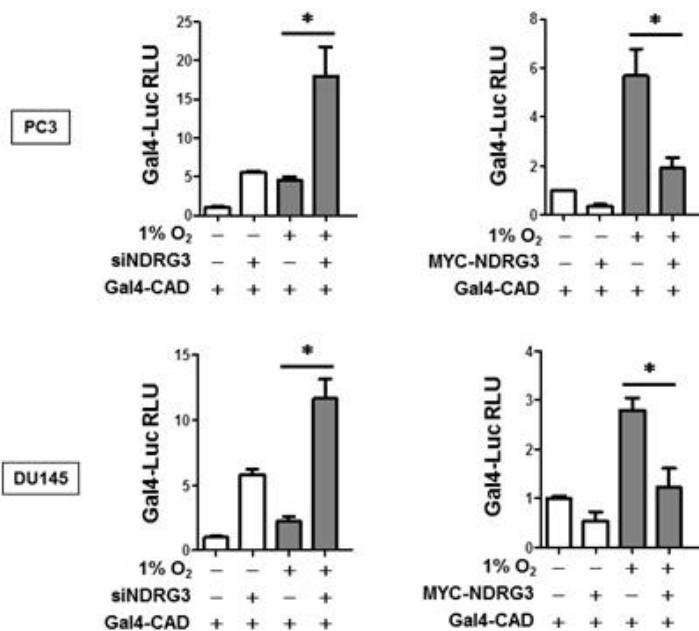 PC3
Gal4-Luc RLU
25
20
15
10
5
0
*
1% O₂ − − + +
siNDRG3 − + − +
Gal4-CAD + + + +
Gal4-Luc RLU
8
6
4
2
0
*
1% O₂ − − + +
MYC-NDRG3 − + − +
Gal4-CAD + + + +
DU145
Gal4-Luc RLU
15
10
5
0
*
1% O₂ − − + +
siNDRG3 − + − +
Gal4-CAD + + + +
Gal4-Luc RLU
4
3
2
1
0
*
1% O₂ − − + +
MYC-NDRG3 − + − +
Gal4-CAD + + + +